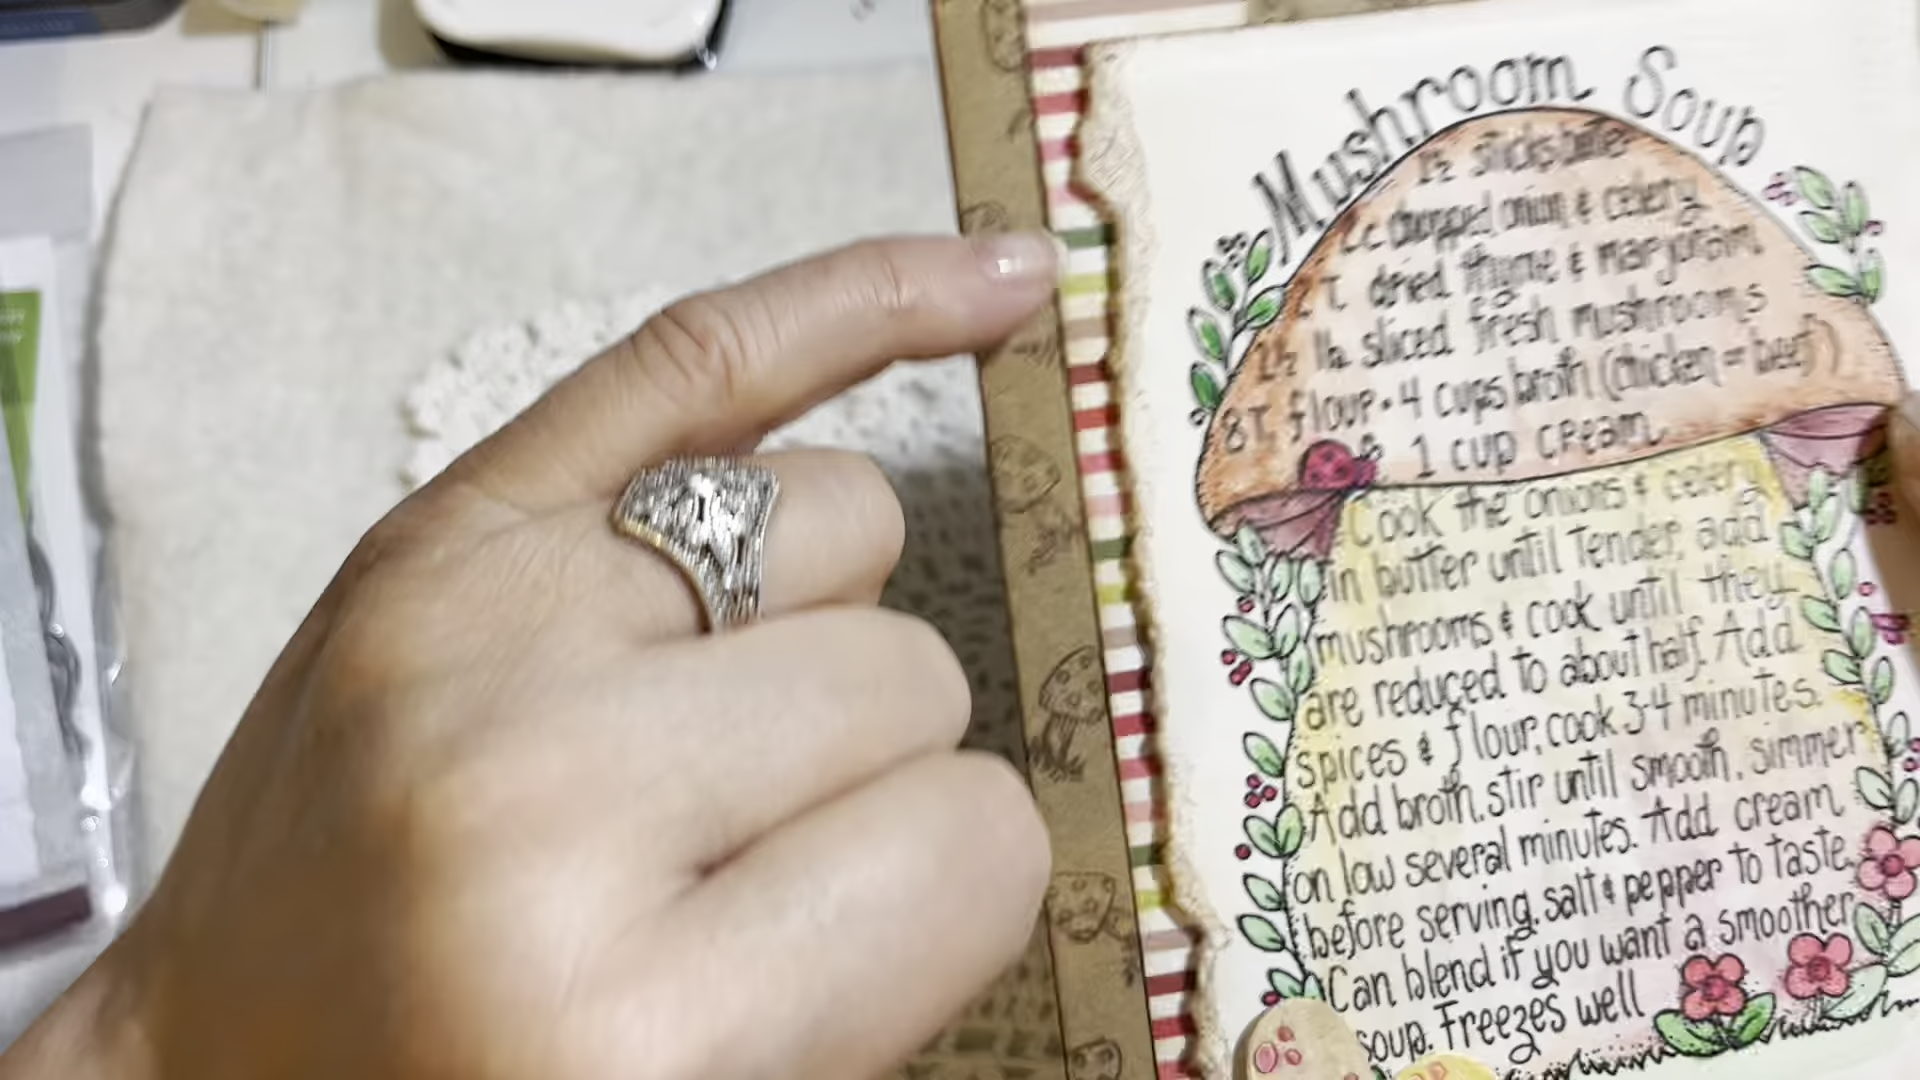 Mushroom Soup
1½ sticks butter
c chopped onion & celery
T. dried thyme & marjoram
1½ lb sliced fresh mushrooms
8T. flour • 4 cups broth (chicken or beef)
1 cup cream
Cook the onions & celery
in butter until tender, add
mushrooms & cook until they
are reduced to about half. Add
spices & flour, cook 3-4 minutes.
Add broth, stir until smooth, simmer
on low several minutes. Add cream
before serving, salt & pepper to taste.
Can blend if you want a smoother
soup. Freezes well